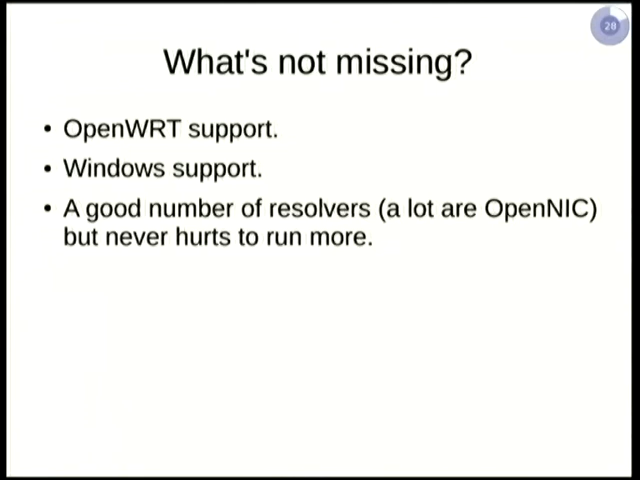 28
What's not missing?
• OpenWRT support.
• Windows support.
• A good number of resolvers (a lot are OpenNIC)
but never hurts to run more.